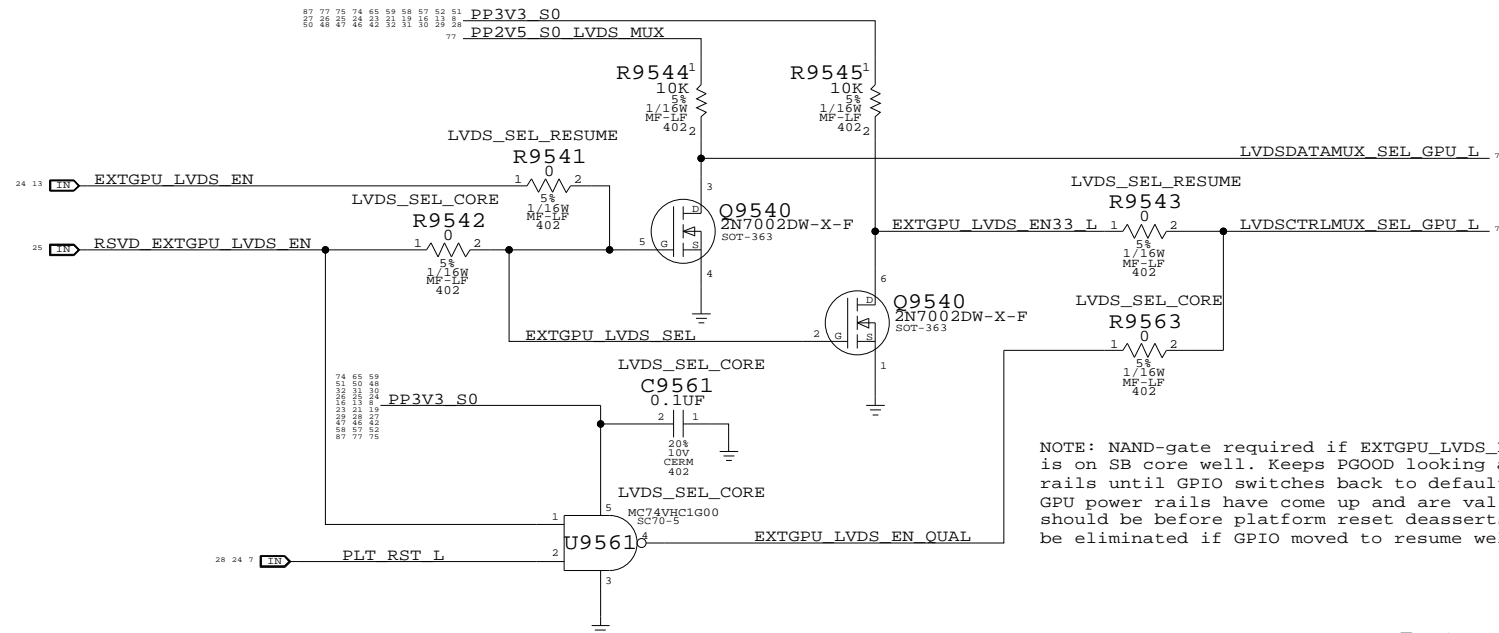 87 77 75 74 65 59 58 57 52 51
27 26 25 24 23 21 19 16 13 8
50 48 47 46 42 32 31 30 29 28
PP3V3_S0
77 PP2V5_S0_LVDS_MUX
R9544
10K
5%
1/16W
MF-LF
402
1
2
R9545
10K
5%
1/16W
MF-LF
402
1
2
LVDSDATAMUX_SEL_GPU_L 7
LVDS_SEL_RESUME
R9541
0
1 2
5%
1/16W
MF-LF
402
24 13 IN EXTGPU_LVDS_EN
LVDS_SEL_CORE
R9542
0
1 2
5%
1/16W
MF-LF
402
25 IN RSVD_EXTGPU_LVDS_EN
3
D
Q9540
2N7002DW-X-F
SOT-363
5 G S
4
LVDS_SEL_RESUME
R9543
0
EXTGPU_LVDS_EN33_L 1 2 LVDSCTRLMUX_SEL_GPU_L 7
5%
1/16W
MF-LF
402
6
D
Q9540
2N7002DW-X-F
SOT-363
EXTGPU_LVDS_SEL 2 G S
1
LVDS_SEL_CORE
R9563
0
1 2
5%
1/16W
MF-LF
402
74 65 59
51 50 48
32 31 30
26 25 24
16 13 8
23 21 19
29 28 27
47 46 42
58 57 52
87 77 75
PP3V3_S0
LVDS_SEL_CORE
C9561
0.1UF
2 1
20%
10V
CERM
402
LVDS_SEL_CORE
5
MC74VHC1G00
SC70-5
1
2
U9561
4
3
EXTGPU_LVDS_EN_QUAL
28 24 7 IN PLT_RST_L
NOTE: NAND-gate required if EXTGPU_LVDS_
is on SB core well. Keeps PGOOD looking
rails until GPIO switches back to defaul
GPU power rails have come up and are val
should be before platform reset deassert
be eliminated if GPIO moved to resume we